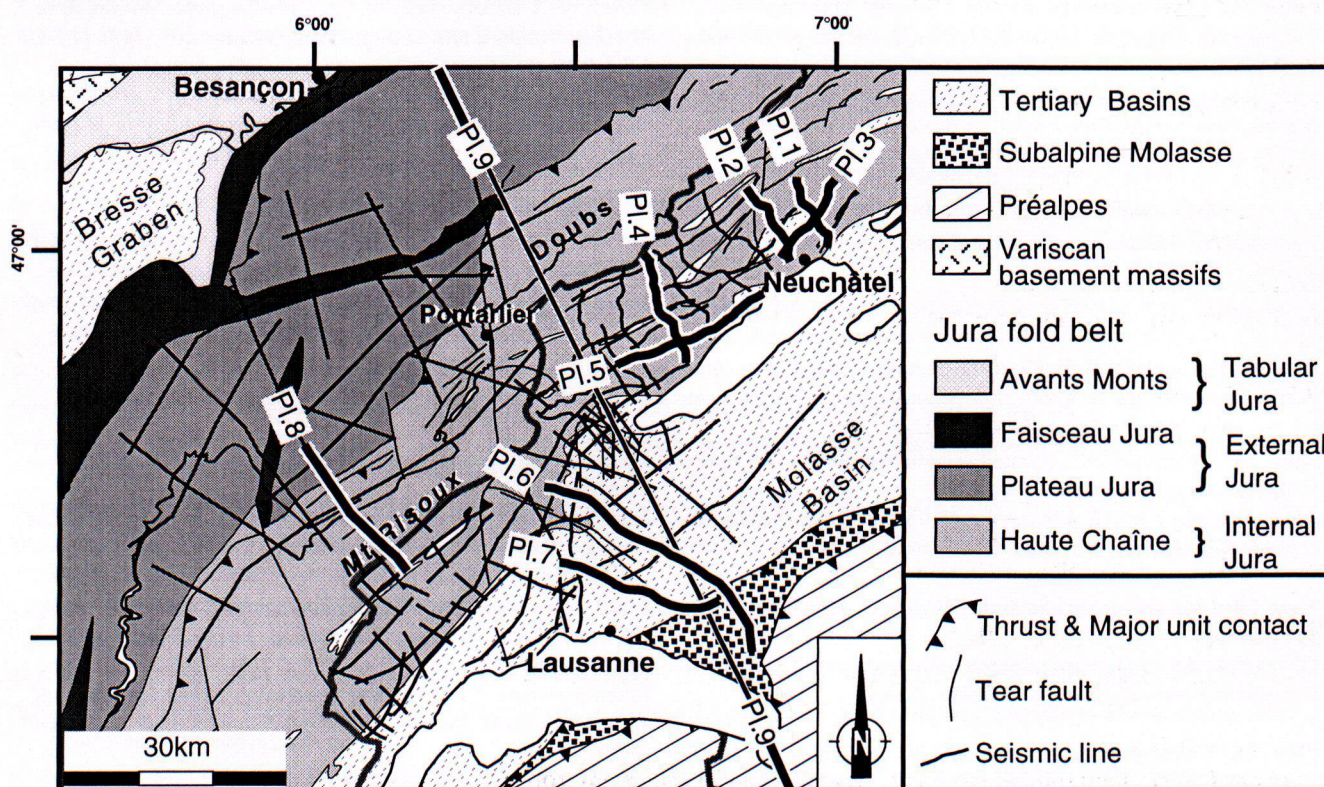 6°00'
7°00'
47°00'
Besançon
Bresse
Graben
Pl.9
Doubs
Pl.4
Pl.2
Pl.1
Pl.3
Neuchâtel
Pontarlier
Pl.5
Pl.8
Mt. Risoux
Pl.6
Pl.7
Molasse
Basin
Lausanne
Pl.9
30km
N
Tertiary Basins
Subalpine Molasse
Préalpes
Variscan
basement massifs
Jura fold belt
Avants Monts } Tabular
Jura
Faisceau Jura
Plateau Jura } External
Jura
Haute Chaîne } Internal
Jura
Thrust & Major unit contact
Tear fault
Seismic line